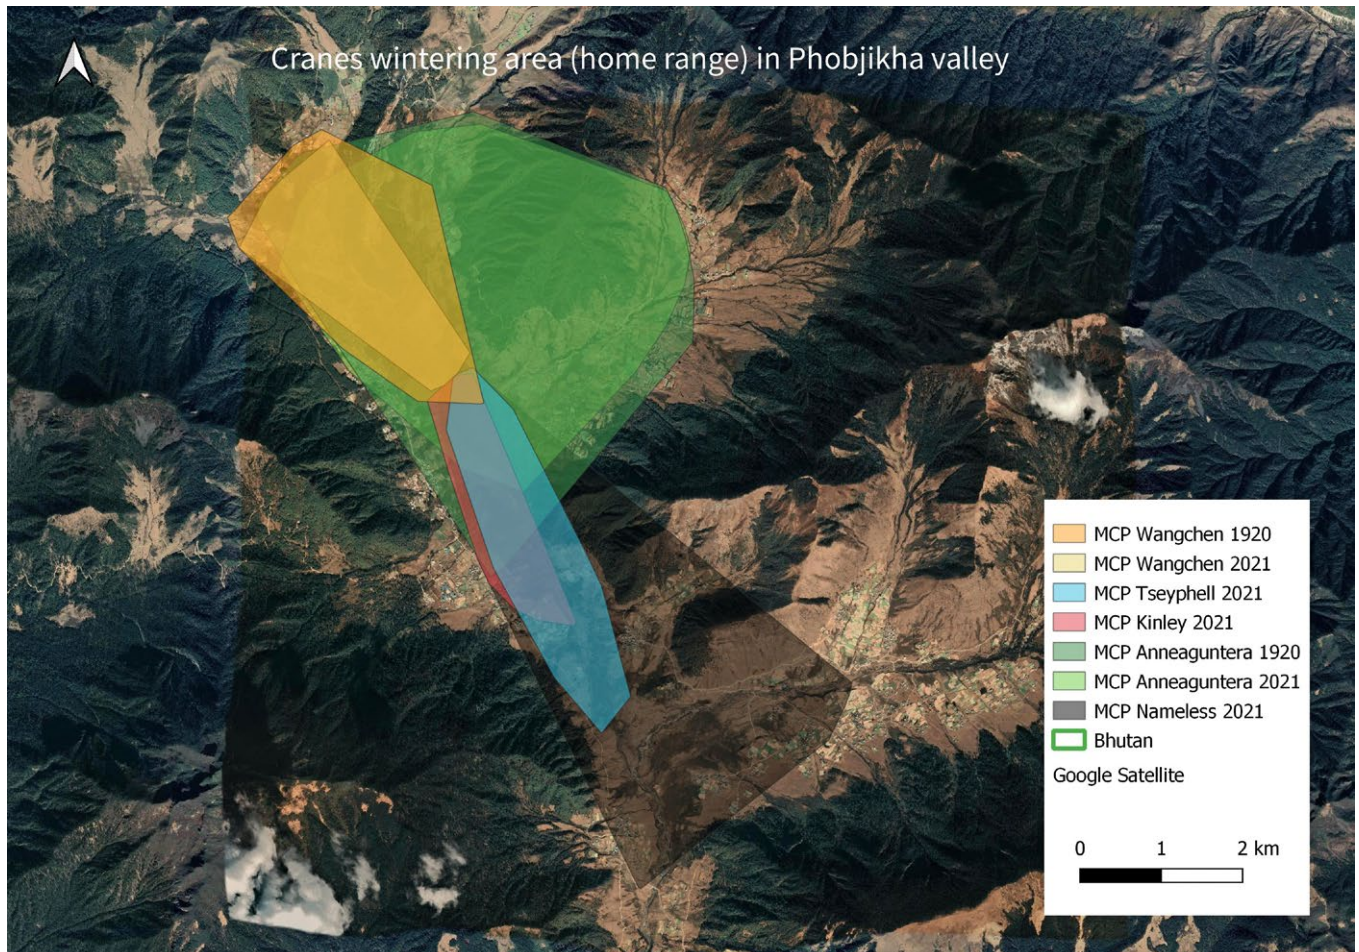 Cranes wintering area (home range) in Phobjikha valley
MCP Wangchen 1920
MCP Wangchen 2021
MCP Tseyphell 2021
MCP Kinley 2021
MCP Anneaguntera 1920
MCP Anneaguntera 2021
MCP Nameless 2021
Bhutan
Google Satellite
0 1 2 km